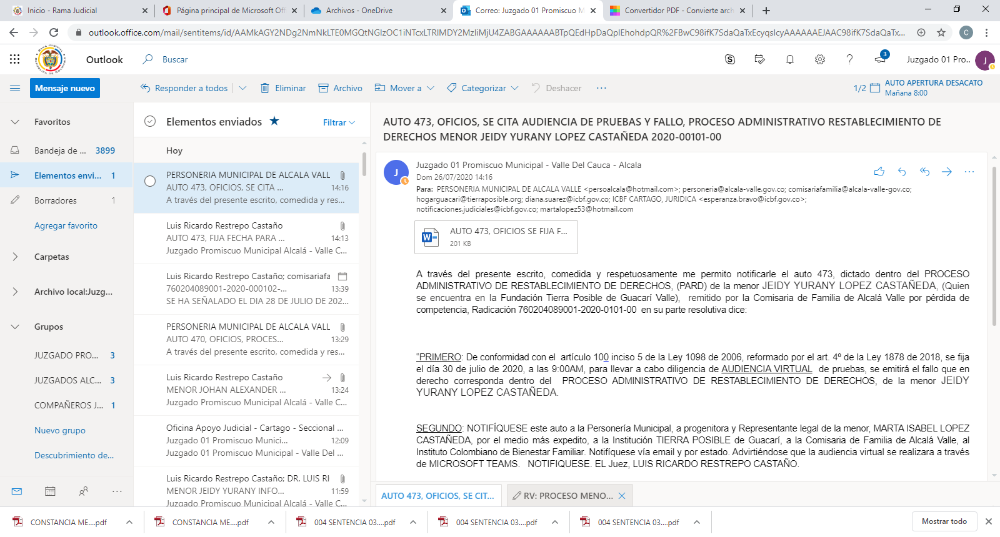 Inicio - Rama Judicial
Página principal de Microsoft Off
Archivos - OneDrive
Correo: Juzgado 01 Promiscuo M
Convertidor PDF - Convierte arch
outlook.office.com/mail/sentitems/id/AAMkAGY2NDg2NmNkLTE0MGQtNGIzOC1iNTcxLTRlMDY2MzliMjU4ZABGAAAAAABTpQEdHpDaQplEhohdpQR%2FBwC98ifK7SdaQaTxEcyqslcyAAAAAAEJAAC98ifK7SdaQaTx...
C
Outlook
Buscar
3
Juzgado 01 Pro..
J
Mensaje nuevo
Responder a todos
Eliminar
Archivo
Mover a
Categorizar
Deshacer
1/2
AUTO APERTURA DESACATO
Mañana 8:00
Favoritos
Bandeja de ... 3899
Elementos envi... 1
Borradores 1
Agregar favorito
Carpetas
Archivo local:Juzg...
Grupos
JUZGADO PRO... 3
JUZGADOS ALC... 3
COMPAÑEROS J... 1
Nuevo grupo
Descubrimiento de...
Elementos enviados
Filtrar
Hoy
PERSONERIA MUNICIPAL DE ALCALA VALL
AUTO 473, OFICIOS, SE CITA ... 14:16
A través del presente escrito, comedida y res...
Luis Ricardo Restrepo Castaño
AUTO 473, FIJA FECHA PARA ... 14:13
Juzgado Promiscuo Municipal Alcalá - Valle C...
Luis Ricardo Restrepo Castaño; comisariafa
760204089001-2020-000102-... 13:39
SE HA SEÑALADO EL DIA 28 DE JULIO DE 202...
PERSONERIA MUNICIPAL DE ALCALA VALL
AUTO 470, OFICIOS, PROCES... 13:29
A través del presente escrito, comedida y res...
Luis Ricardo Restrepo Castaño
MENOR JOHAN ALEXANDER ... 13:24
Juzgado Promiscuo Municipal Alcalá - Valle C...
Oficina Apoyo Judicial - Cartago - Seccional ...
Juzgado 01 Promiscuo Munici... 12:09
Juzgado 01 Promiscuo Municipal - Valle Del ...
Luis Ricardo Restrepo Castaño; DR. LUIS RI
MENOR JEIDY YURANY INFO... 11:59
Juzgado Promiscuo Municipal Alcalá - Valle C...
AUTO 473, OFICIOS, SE CITA AUDIENCIA DE PRUEBAS Y FALLO, PROCESO ADMINISTRATIVO RESTABLECIMIENTO DE
DERECHOS MENOR JEIDY YURANY LOPEZ CASTAÑEDA 2020-00101-00
J
Juzgado 01 Promiscuo Municipal - Valle Del Cauca - Alcala
Dom 26/07/2020 14:16
Para: PERSONERIA MUNICIPAL DE ALCALA VALLE <persoalcala@hotmail.com>; personeria@alcala-valle.gov.co; comisariafamilia@alcala-valle-gov.co;
hogarguacari@tierraposible.org; diana.suarez@icbf.gov.co; ICBF CARTAGO, JURIDICA <esperanza.bravo@icbf.gov.co>;
notificaciones.judiciales@icbf.gov.co; martalopez53@hotmail.com
AUTO 473, OFICIOS SE FIJA F...
201 KB
A través del presente escrito, comedida y respetuosamente me permito notificarle el auto 473, dictado dentro del PROCESO
ADMINISTRATIVO DE RESTABLECIMIENTO DE DERECHOS, (PARD) de la menor JEIDY YURANY LOPEZ CASTAÑEDA, (Quien
se encuentra en la Fundación Tierra Posible de Guacarí Valle), remitido por la Comisaria de Familia de Alcalá Valle por pérdida de
competencia, Radicación 760204089001-2020-0101-00 en su parte resolutiva dice:
“PRIMERO: De conformidad con el artículo 100 inciso 5 de la Ley 1098 de 2006, reformado por el art. 4º de la Ley 1878 de 2018, se fija
el día 30 de julio de 2020, a las 9:00AM, para llevar a cabo diligencia de AUDIENCIA VIRTUAL de pruebas, se emitirá el fallo que en
derecho corresponda dentro del PROCESO ADMINISTRATIVO DE RESTABLECIMIENTO DE DERECHOS, de la menor JEIDY
YURANY LOPEZ CASTAÑEDA.
SEGUNDO: NOTIFÍQUESE este auto a la Personería Municipal, a progenitora y Representante legal de la menor, MARTA ISABEL LOPEZ
CASTAÑEDA, por el medio más expedito, a la Institución TIERRA POSIBLE de Guacarí, a la Comisaria de Familia de Alcalá Valle, al
Instituto Colombiano de Bienestar Familiar. Notifíquese vía email y por estado. Advirtiéndose que la audiencia virtual se realizara a través
de MICROSOFT TEAMS. NOTIFIQUESE. EL Juez, LUIS RICARDO RESTREPO CASTAÑO.
AUTO 473, OFICIOS, SE CIT...
RV: PROCESO MENO...
CONSTANCIA ME....pdf
CONSTANCIA ME....pdf
004 SENTENCIA 03....pdf
004 SENTENCIA 03....pdf
004 SENTENCIA 03....pdf
Mostrar todo